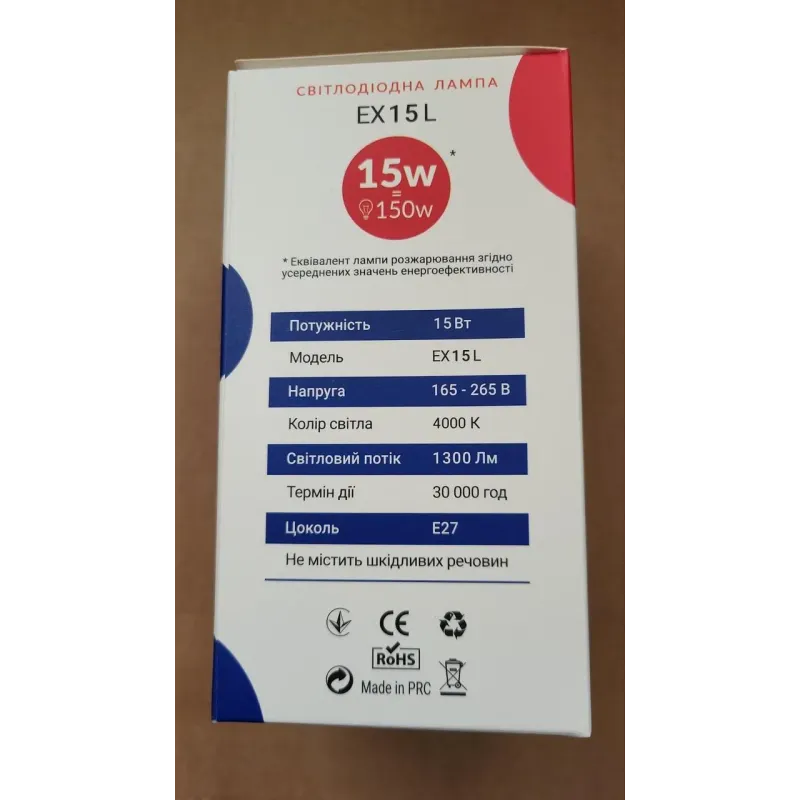 СВІТЛОДІОДНА ЛАМПА
EX15L
15w *
=
150w
* Еквівалент лампи розжарювання згідно
усереднених значень енергоефективності
Потужність 15 Вт
Модель EX15L
Напруга 165 - 265 В
Колір світла 4000 К
Світловий потік 1300 Лм
Термін дії 30 000 год
Цоколь E27
Не містить шкідливих речовин
CE
RoHS
Made in PRC